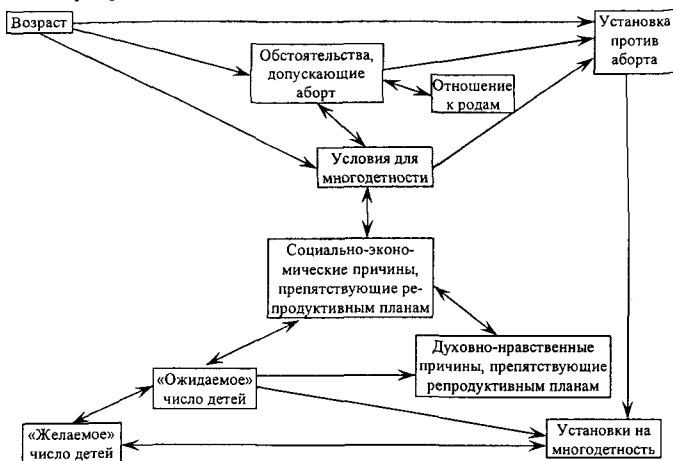 Возраст
Установка
против
аборта
Обстоятельства,
допускающие
аборт
Отношение
к родам
Условия для
многодетности
Социально-эконо-
мические причины,
препятствующие ре-
продуктивным планам
Духовно-нравственные
причины, препятствующие
репродуктивным планам
«Ожидаемое»
число детей
«Желаемое»
число детей
Установки на
многодетность